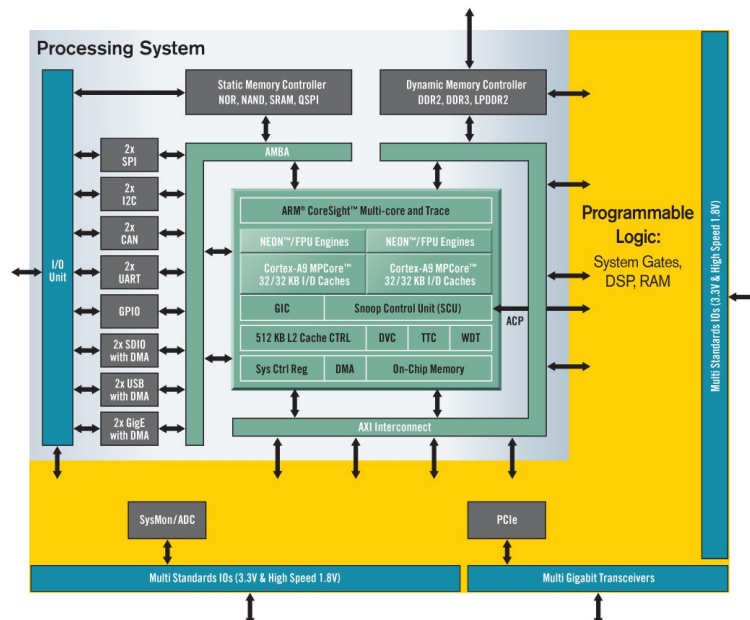 Processing System
Static Memory Controller
NOR, NAND, SRAM, QSPI
Dynamic Memory Controller
DDR2, DDR3, LPDDR2
AMBA
2x
SPI
2x
I2C
2x
CAN
2x
UART
GPIO
2x SDIO
with DMA
2x USB
with DMA
2x GigE
with DMA
I/O
Unit
ARM® CoreSight™ Multi-core and Trace
NEON™/FPU Engines
NEON™/FPU Engines
Cortex-A9 MPCore™
32/32 KB I/D Caches
Cortex-A9 MPCore™
32/32 KB I/D Caches
GIC
Snoop Control Unit (SCU)
512 KB L2 Cache CTRL
DVC
TTC
WDT
Sys Ctrl Reg
DMA
On-Chip Memory
ACP
AXI Interconnect
Programmable
Logic:
System Gates,
DSP, RAM
Multi Standards IOs (3.3V & High Speed 1.8V)
SysMon/ADC
PCIe
Multi Standards IOs (3.3V & High Speed 1.8V)
Multi Gigabit Transceivers